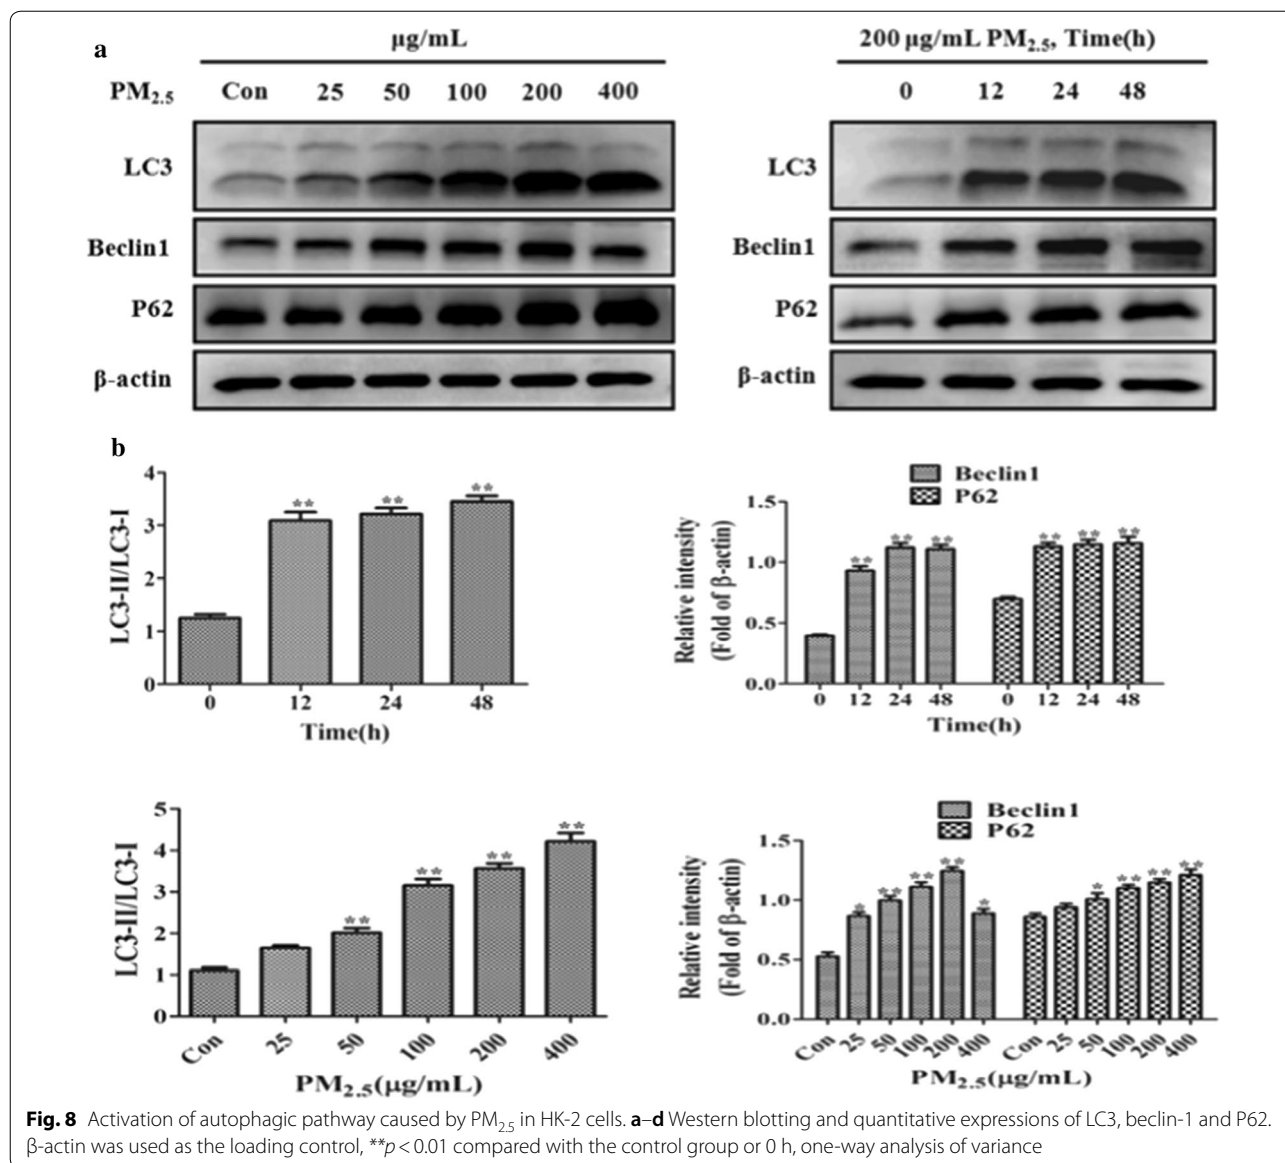 a
µg/mL
200 µg/mL PM2.5, Time(h)
PM2.5 Con 25 50 100 200 400
0 12 24 48
LC3
LC3
Beclin1
Beclin1
P62
P62
β-actin
β-actin
b
LC3-II/LC3-I
4
3
2
1
0
** ** **
0 12 24 48
Time(h)
Beclin1
P62
Relative intensity
(Fold of β-actin)
1.5
1.0
0.5
0.0
** ** ** ** ** **
0 12 24 48 0 12 24 48
Time(h)
LC3-II/LC3-I
5
4
3
2
1
0
** ** ** **
Con 25 50 100 200 400
PM2.5(µg/mL)
Beclin1
P62
Relative intensity
(Fold of β-actin)
1.5
1.0
0.5
0.0
* ** ** ** * * ** ** **
Con 25 50 100 200 400 Con 25 50 100 200 400
PM2.5(µg/mL)
Fig. 8 Activation of autophagic pathway caused by PM2.5 in HK-2 cells. a–d Western blotting and quantitative expressions of LC3, beclin-1 and P62.
β-actin was used as the loading control, **p < 0.01 compared with the control group or 0 h, one-way analysis of variance